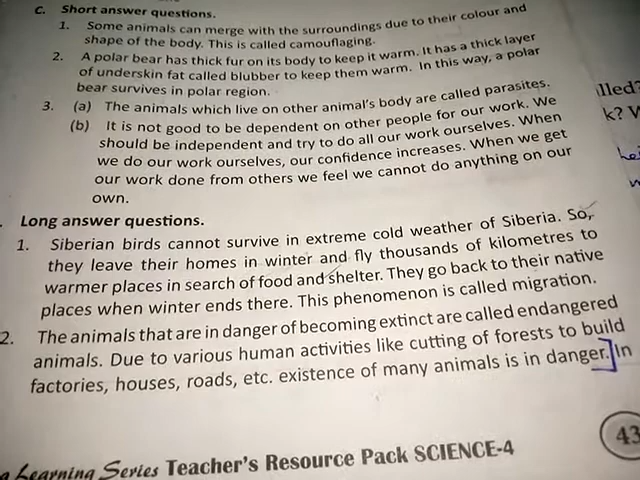 C. Short answer questions.
1. Some animals can merge with the surroundings due to their colour and
shape of the body. This is called camouflaging.
2. A polar bear has thick fur on its body to keep it warm. It has a thick layer
of underskin fat called blubber to keep them warm. In this way, a polar
bear survives in polar region.
3. (a) The animals which live on other animal's body are called parasites.
(b) It is not good to be dependent on other people for our work. We
should be independent and try to do all our work ourselves. When
we do our work ourselves, our confidence increases. When we get
our work done from others we feel we cannot do anything on our
own.
Long answer questions.
1. Siberian birds cannot survive in extreme cold weather of Siberia. So,
they leave their homes in winter and fly thousands of kilometres to
warmer places in search of food and shelter. They go back to their native
places when winter ends there. This phenomenon is called migration.
2. The animals that are in danger of becoming extinct are called endangered
animals. Due to various human activities like cutting of forests to build
factories, houses, roads, etc. existence of many animals is in danger. In
Learning Series Teacher's Resource Pack SCIENCE-4
43